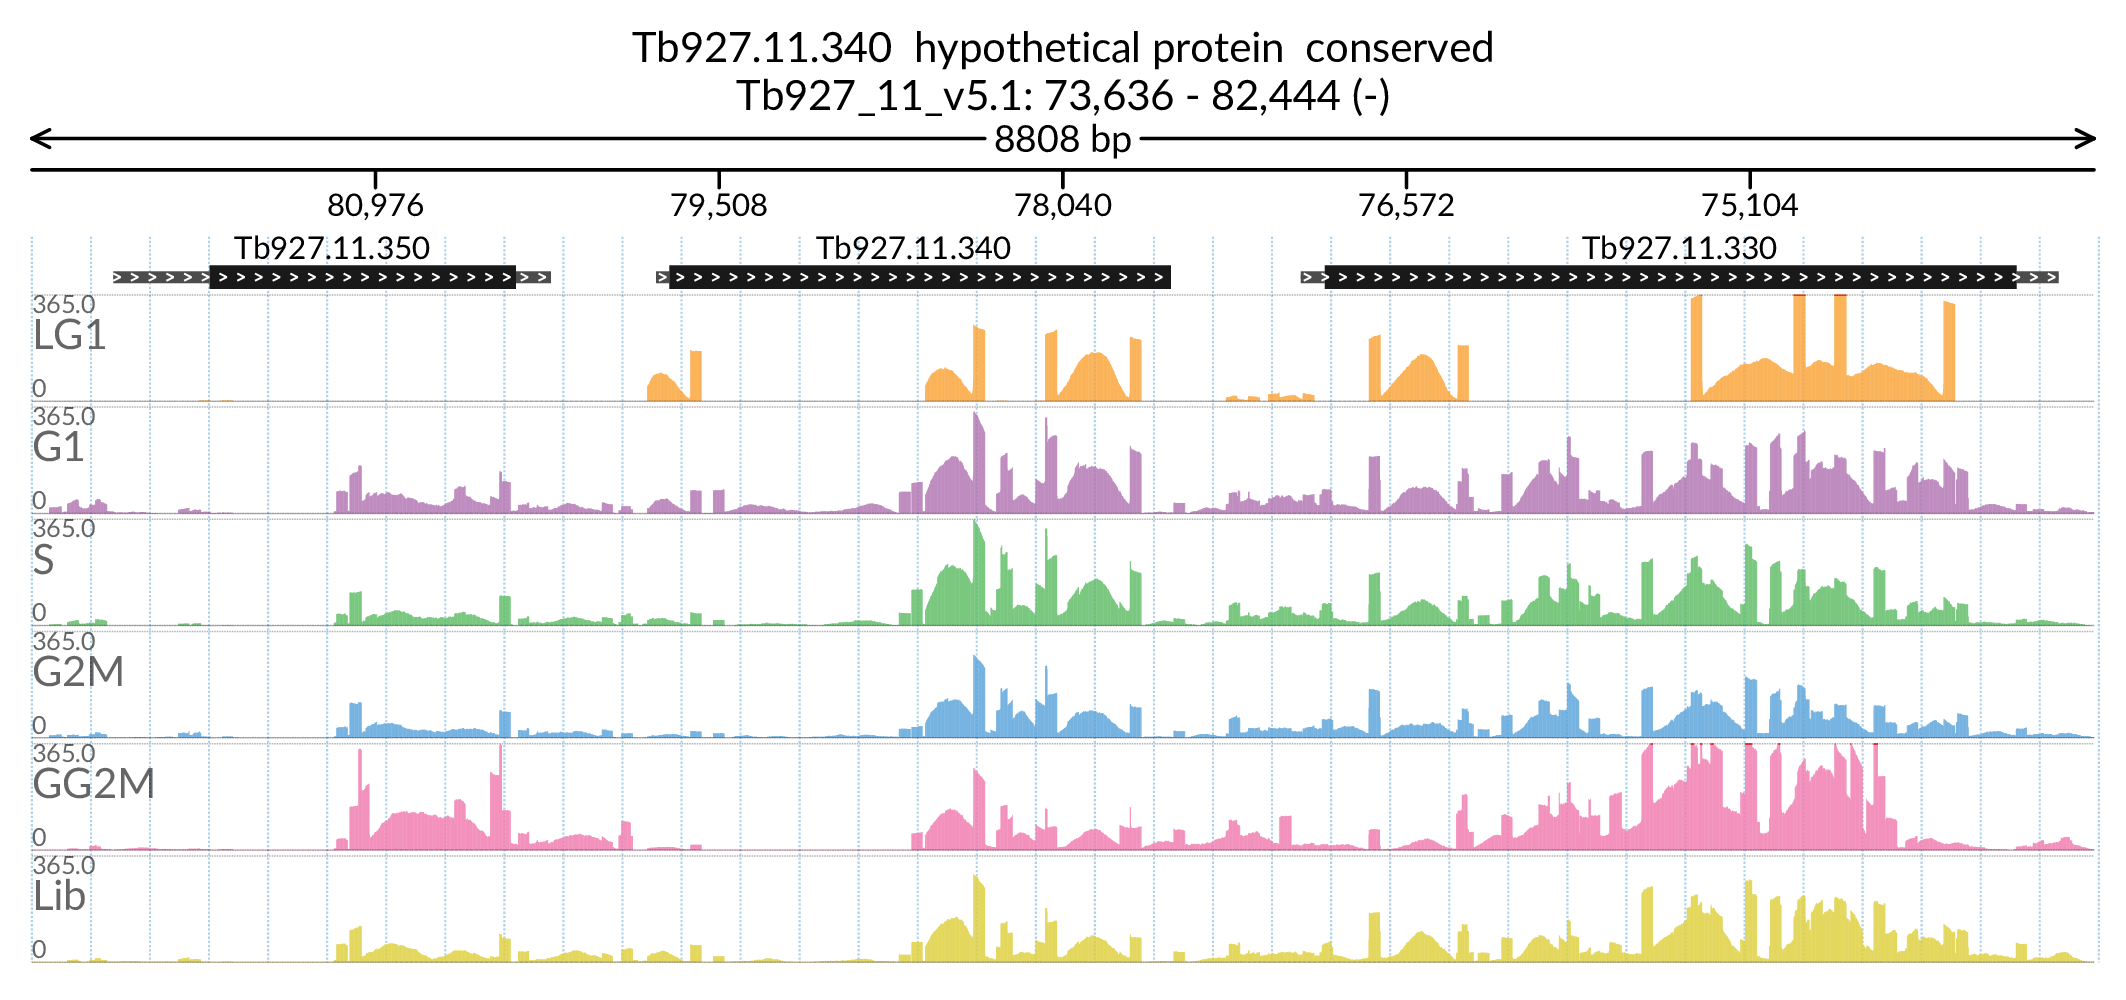 Tb927.11.340  hypothetical protein  conserved
Tb927_11_v5.1: 73,636 - 82,444 (-)
8808 bp
80,976 79,508 78,040 76,572 75,104
Tb927.11.350 Tb927.11.340 Tb927.11.330
365.0
LG1
0
365.0
G1
0
365.0
S
0
365.0
G2M
0
365.0
GG2M
0
365.0
Lib
0